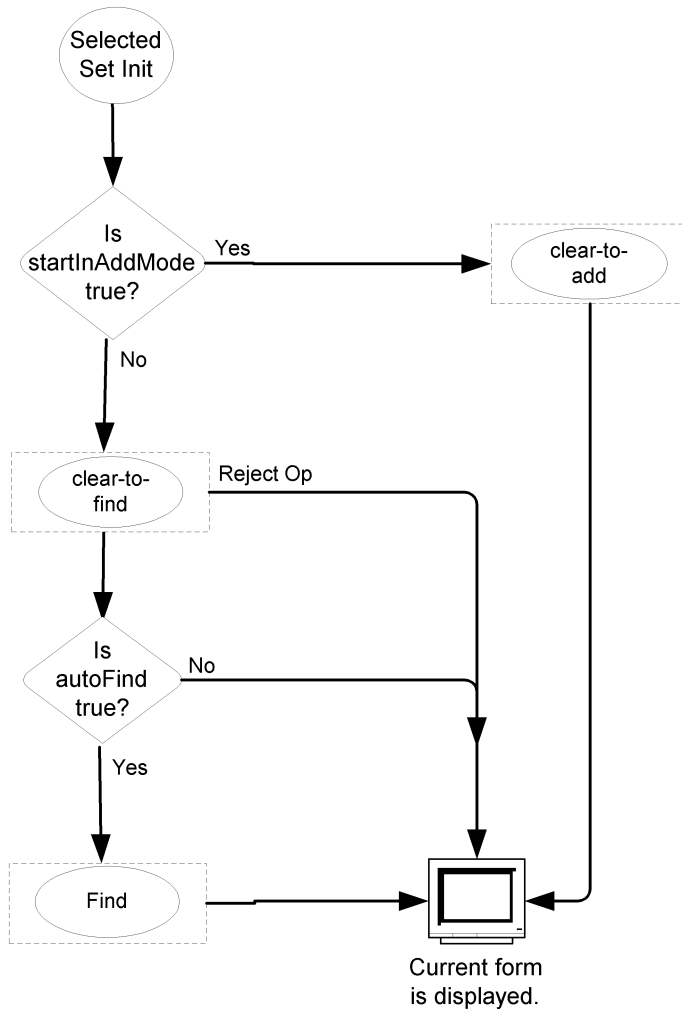 Selected
Set Init
Is
startInAddMode
true?
Yes
clear-to-
add
No
clear-to-
find
Reject Op
Is
autoFind
true?
No
Yes
Find
Current form
is displayed.